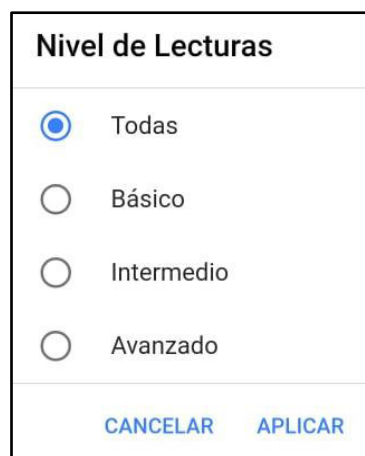 Nivel de Lecturas
Todas
Básico
Intermedio
Avanzado
CANCELAR APLICAR